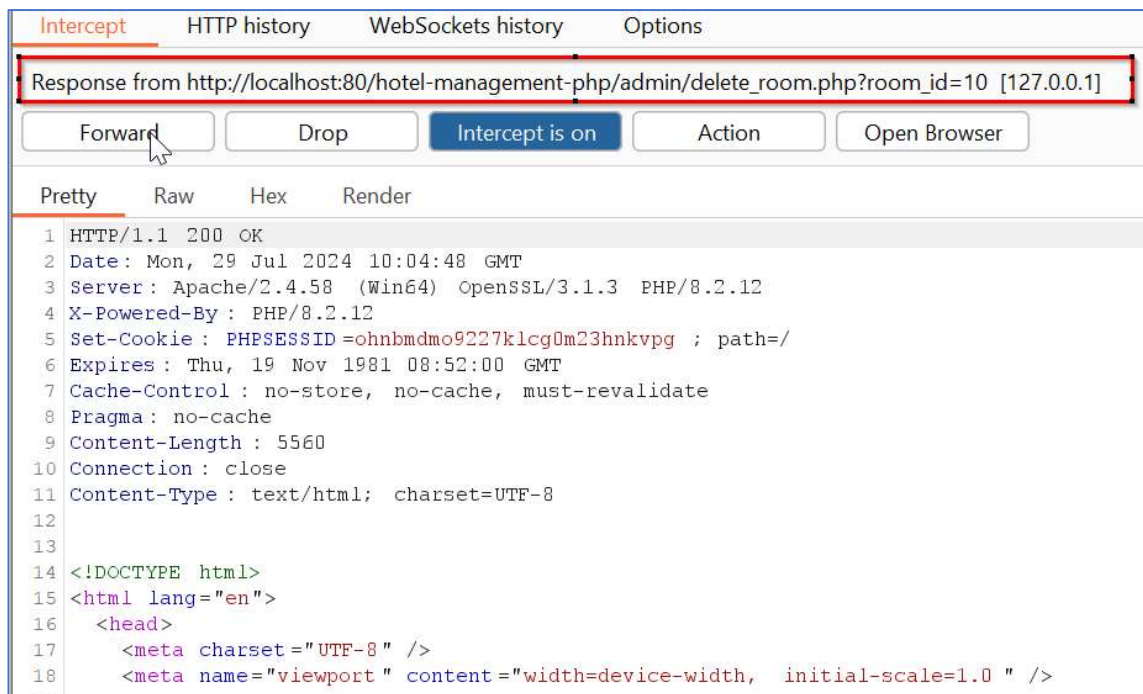 Intercept HTTP history WebSockets history Options
Response from http://localhost:80/hotel-management-php/admin/delete_room.php?room_id=10 [127.0.0.1]
Forward Drop Intercept is on Action Open Browser
Pretty Raw Hex Render
1 HTTP/1.1 200 OK
2 Date: Mon, 29 Jul 2024 10:04:48 GMT
3 Server: Apache/2.4.58 (Win64) OpenSSL/3.1.3 PHP/8.2.12
4 X-Powered-By: PHP/8.2.12
5 Set-Cookie: PHPSESSID=ohnbmdmo9227klcg0m23hnkvpg ; path=/
6 Expires: Thu, 19 Nov 1981 08:52:00 GMT
7 Cache-Control: no-store, no-cache, must-revalidate
8 Pragma: no-cache
9 Content-Length: 5560
10 Connection: close
11 Content-Type: text/html; charset=UTF-8
12
13
14 <!DOCTYPE html>
15 <html lang="en">
16 <head>
17 <meta charset="UTF-8" />
18 <meta name="viewport" content="width=device-width, initial-scale=1.0" />